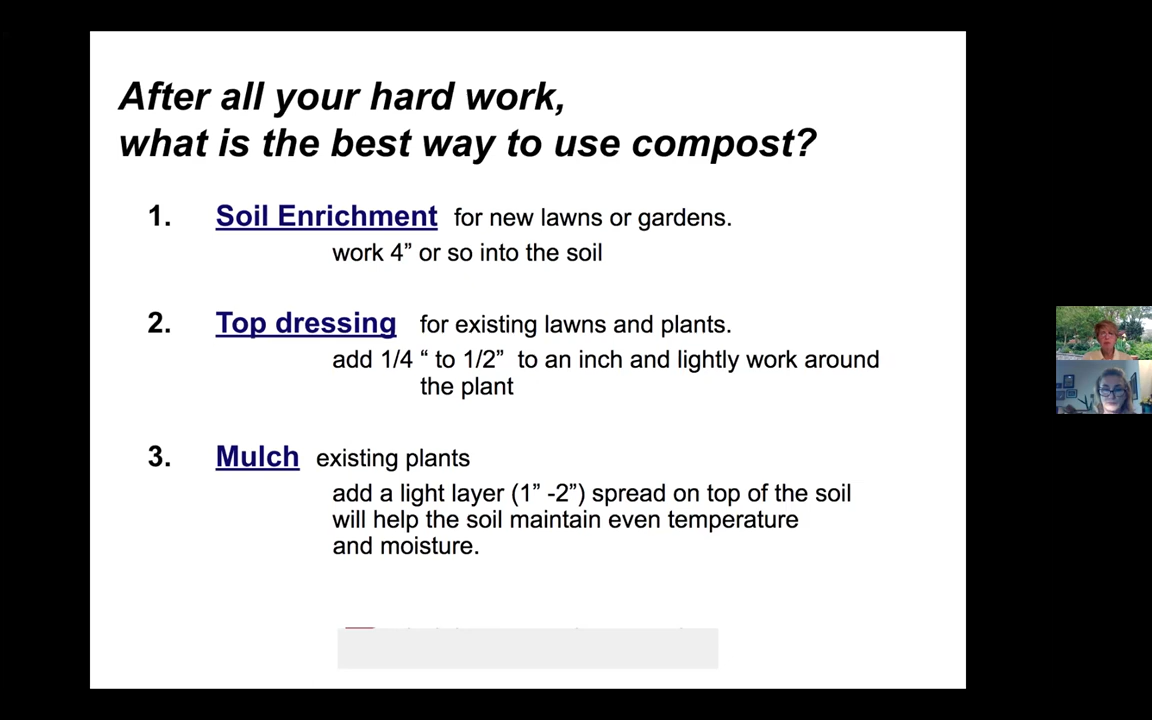 After all your hard work,
what is the best way to use compost?
1. Soil Enrichment for new lawns or gardens.
work 4” or so into the soil
2. Top dressing for existing lawns and plants.
add 1/4 “ to 1/2” to an inch and lightly work around
the plant
3. Mulch existing plants
add a light layer (1” -2”) spread on top of the soil
will help the soil maintain even temperature
and moisture.